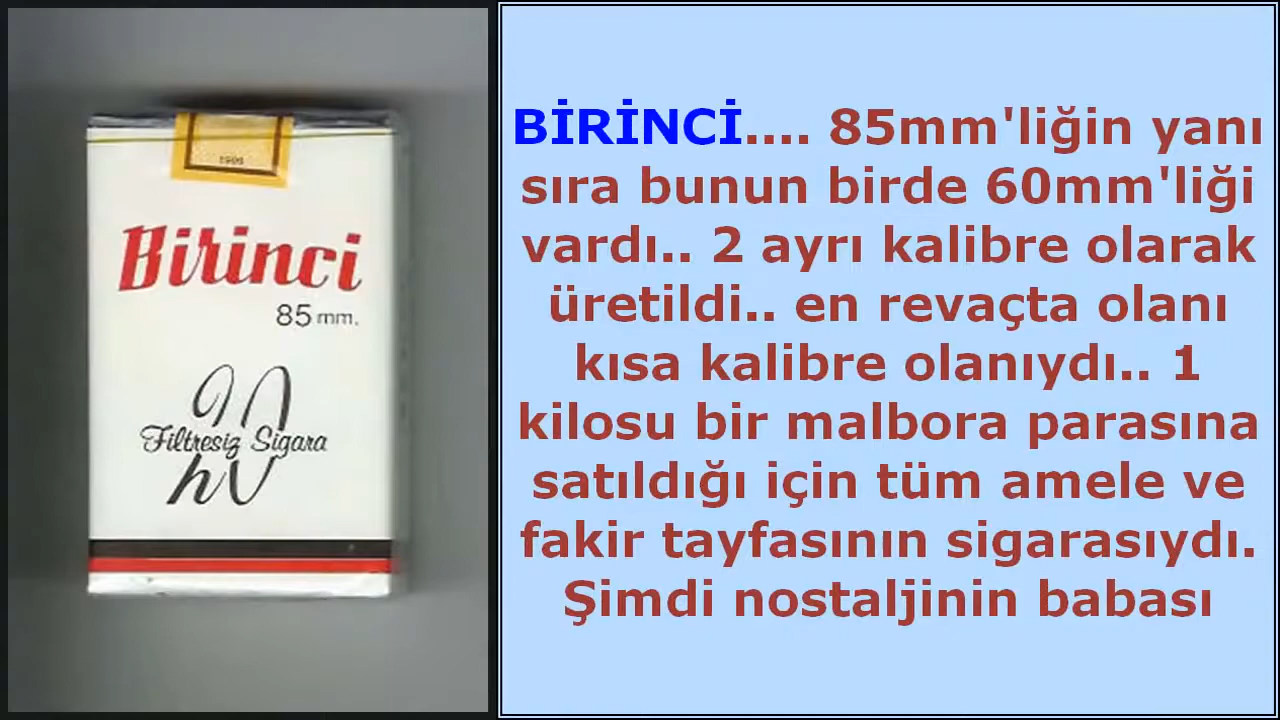 1996
Birinci
85 mm.
Filtresiz Sigara
BİRİNCİ.... 85mm'liğin yanı
sıra bunun birde 60mm'liği
vardı.. 2 ayrı kalibre olarak
üretildi.. en revaçta olanı
kısa kalibre olanıydı.. 1
kilosu bir malbora parasına
satıldığı için tüm amele ve
fakir tayfasının sigarasıydı.
Şimdi nostaljinin babası